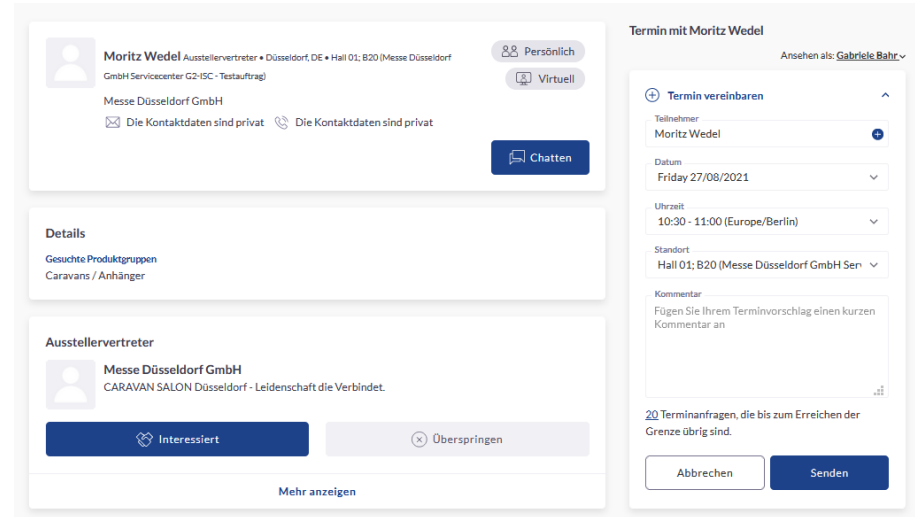 Moritz Wedel Ausstellervertreter • Düsseldorf, DE • Hall 01; B20 (Messe Düsseldorf
GmbH Servicecenter G2-ISC - Testauftrag)
Messe Düsseldorf GmbH
Die Kontaktdaten sind privat Die Kontaktdaten sind privat
Persönlich
Virtuell
Chatten
Details
Gesuchte Produktgruppen
Caravans / Anhänger
Ausstellervertreter
Messe Düsseldorf GmbH
CARAVAN SALON Düsseldorf - Leidenschaft die Verbindet.
Interessiert
Überspringen
Mehr anzeigen
Termin mit Moritz Wedel
Ansehen als: Gabriele Bahr
Termin vereinbaren
Teilnehmer
Moritz Wedel
Datum
Friday 27/08/2021
Uhrzeit
10:30 - 11:00 (Europe/Berlin)
Standort
Hall 01; B20 (Messe Düsseldorf GmbH Ser
Kommentar
Fügen Sie Ihrem Terminvorschlag einen kurzen
Kommentar an
20 Terminanfragen, die bis zum Erreichen der
Grenze übrig sind.
Abbrechen
Senden